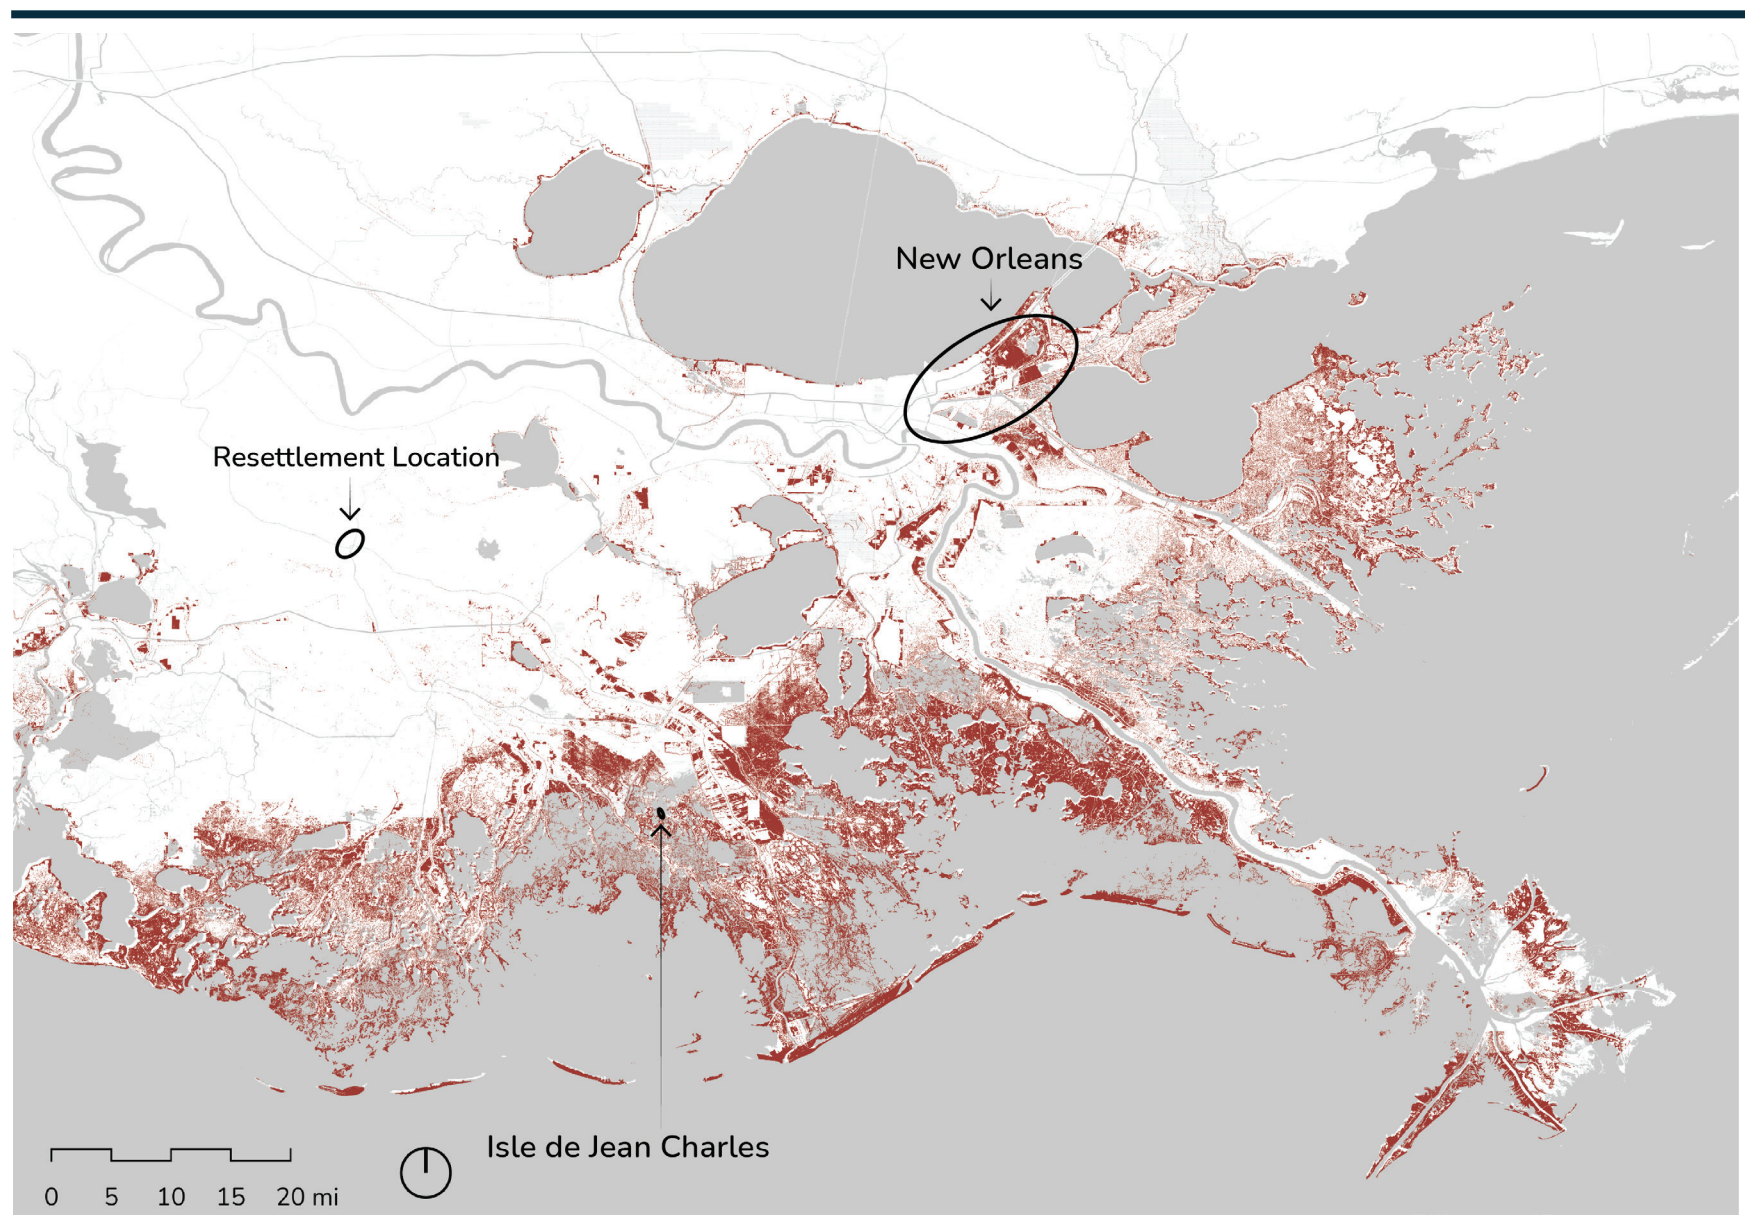 New Orleans
Resettlement Location
Isle de Jean Charles
0 5 10 15 20 mi